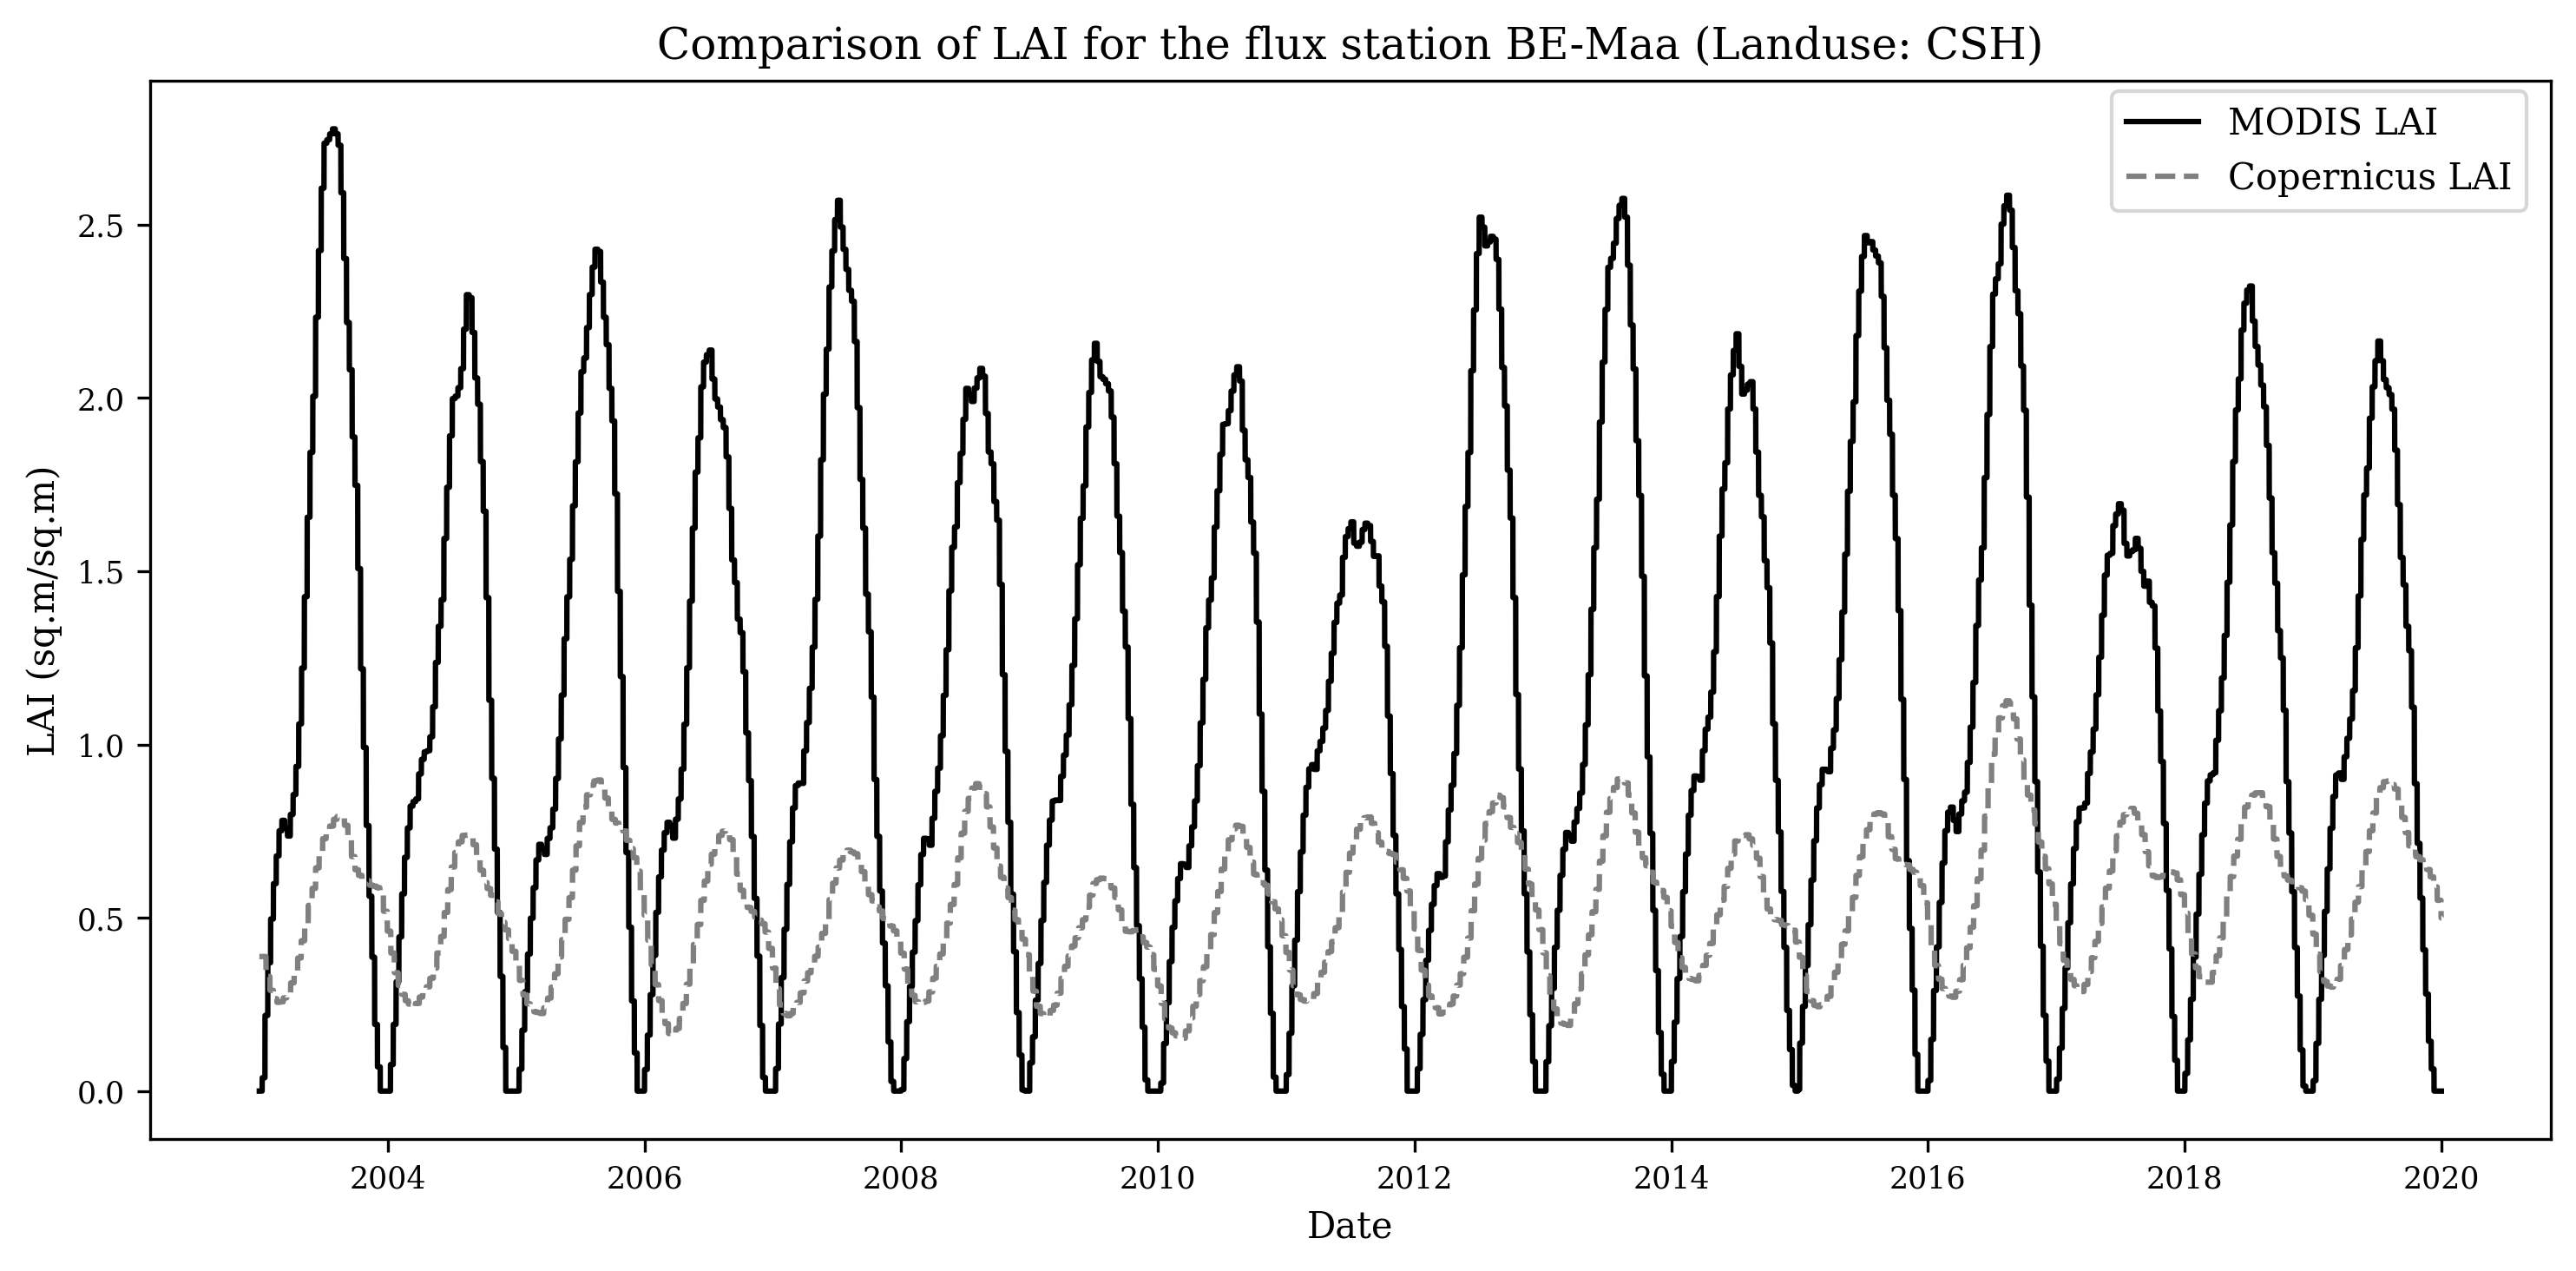 Comparison of LAI for the flux station BE-Maa (Landuse: CSH)
MODIS LAI
Copernicus LAI
LAI (sq.m/sq.m)
2.5
2.0
1.5
1.0
0.5
0.0
2004 2006 2008 2010 2012 2014 2016 2018 2020
Date